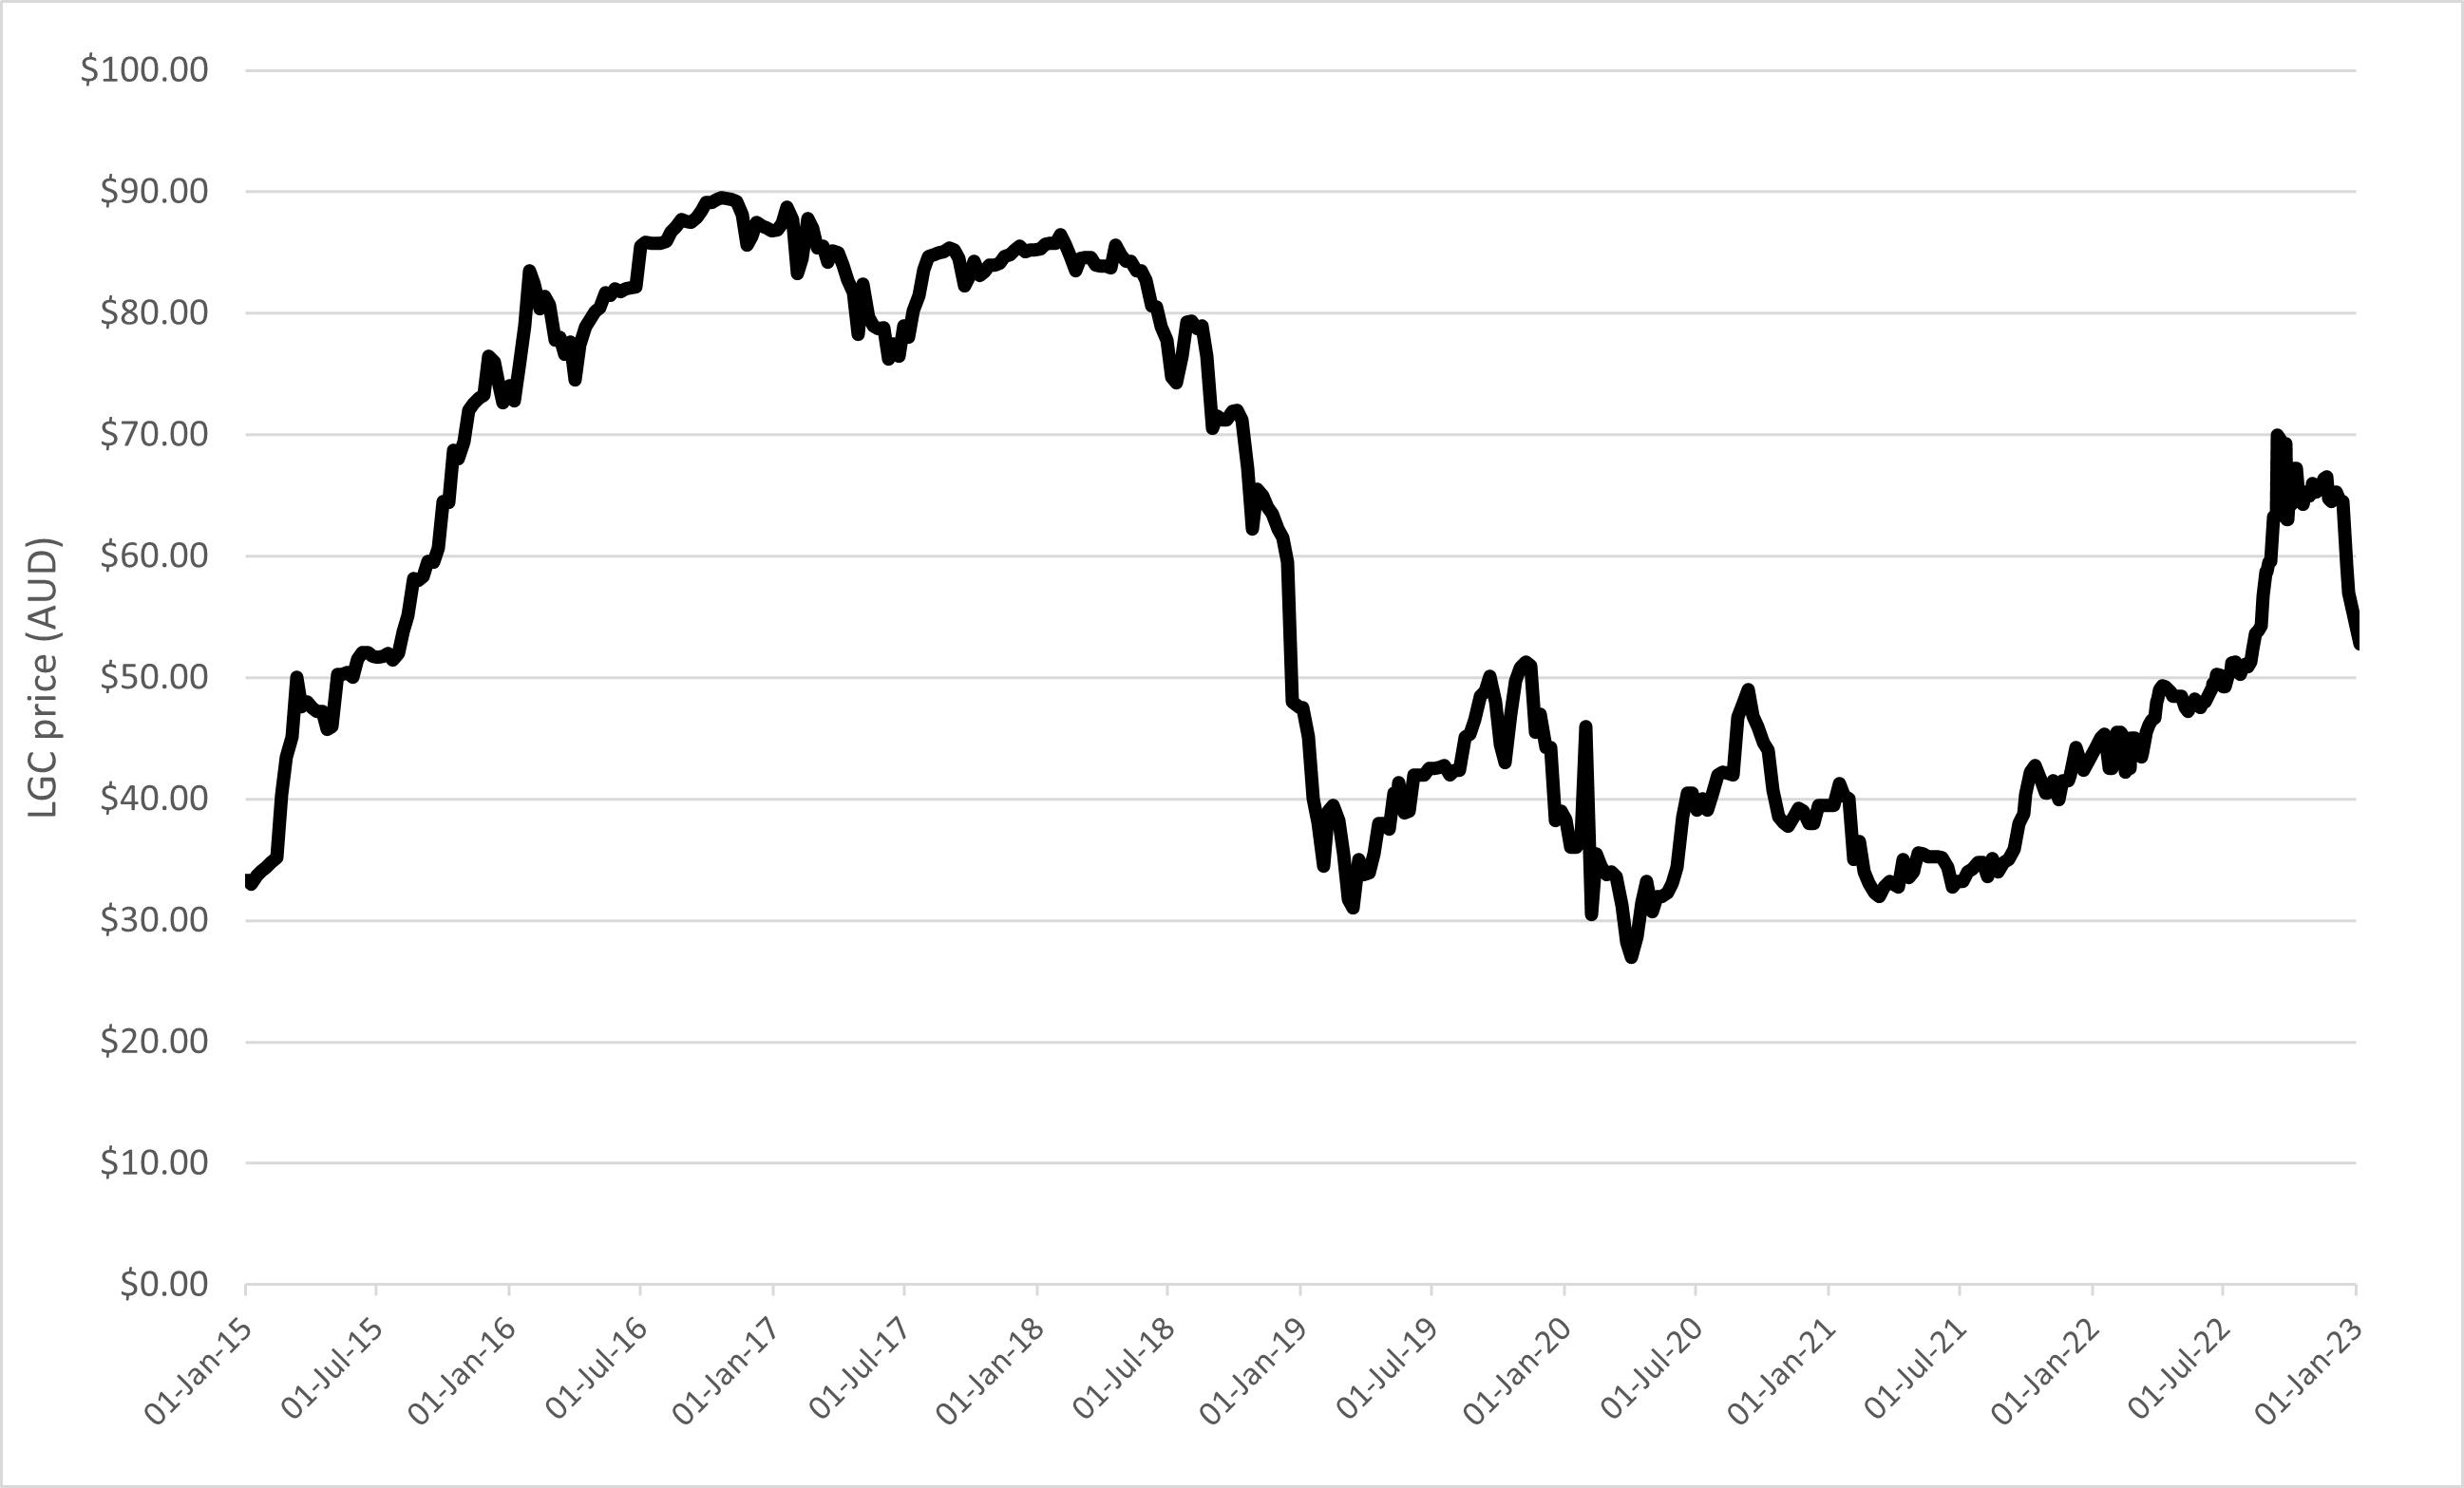 $100.00
$90.00
$80.00
$70.00
$60.00
$50.00
$40.00
$30.00
$20.00
$10.00
$0.00
LGC price (AUD)
01-Jan-15
01-Jul-15
01-Jan-16
01-Jul-16
01-Jan-17
01-Jul-17
01-Jan-18
01-Jul-18
01-Jan-19
01-Jul-19
01-Jan-20
01-Jul-20
01-Jan-21
01-Jul-21
01-Jan-22
01-Jul-22
01-Jan-23